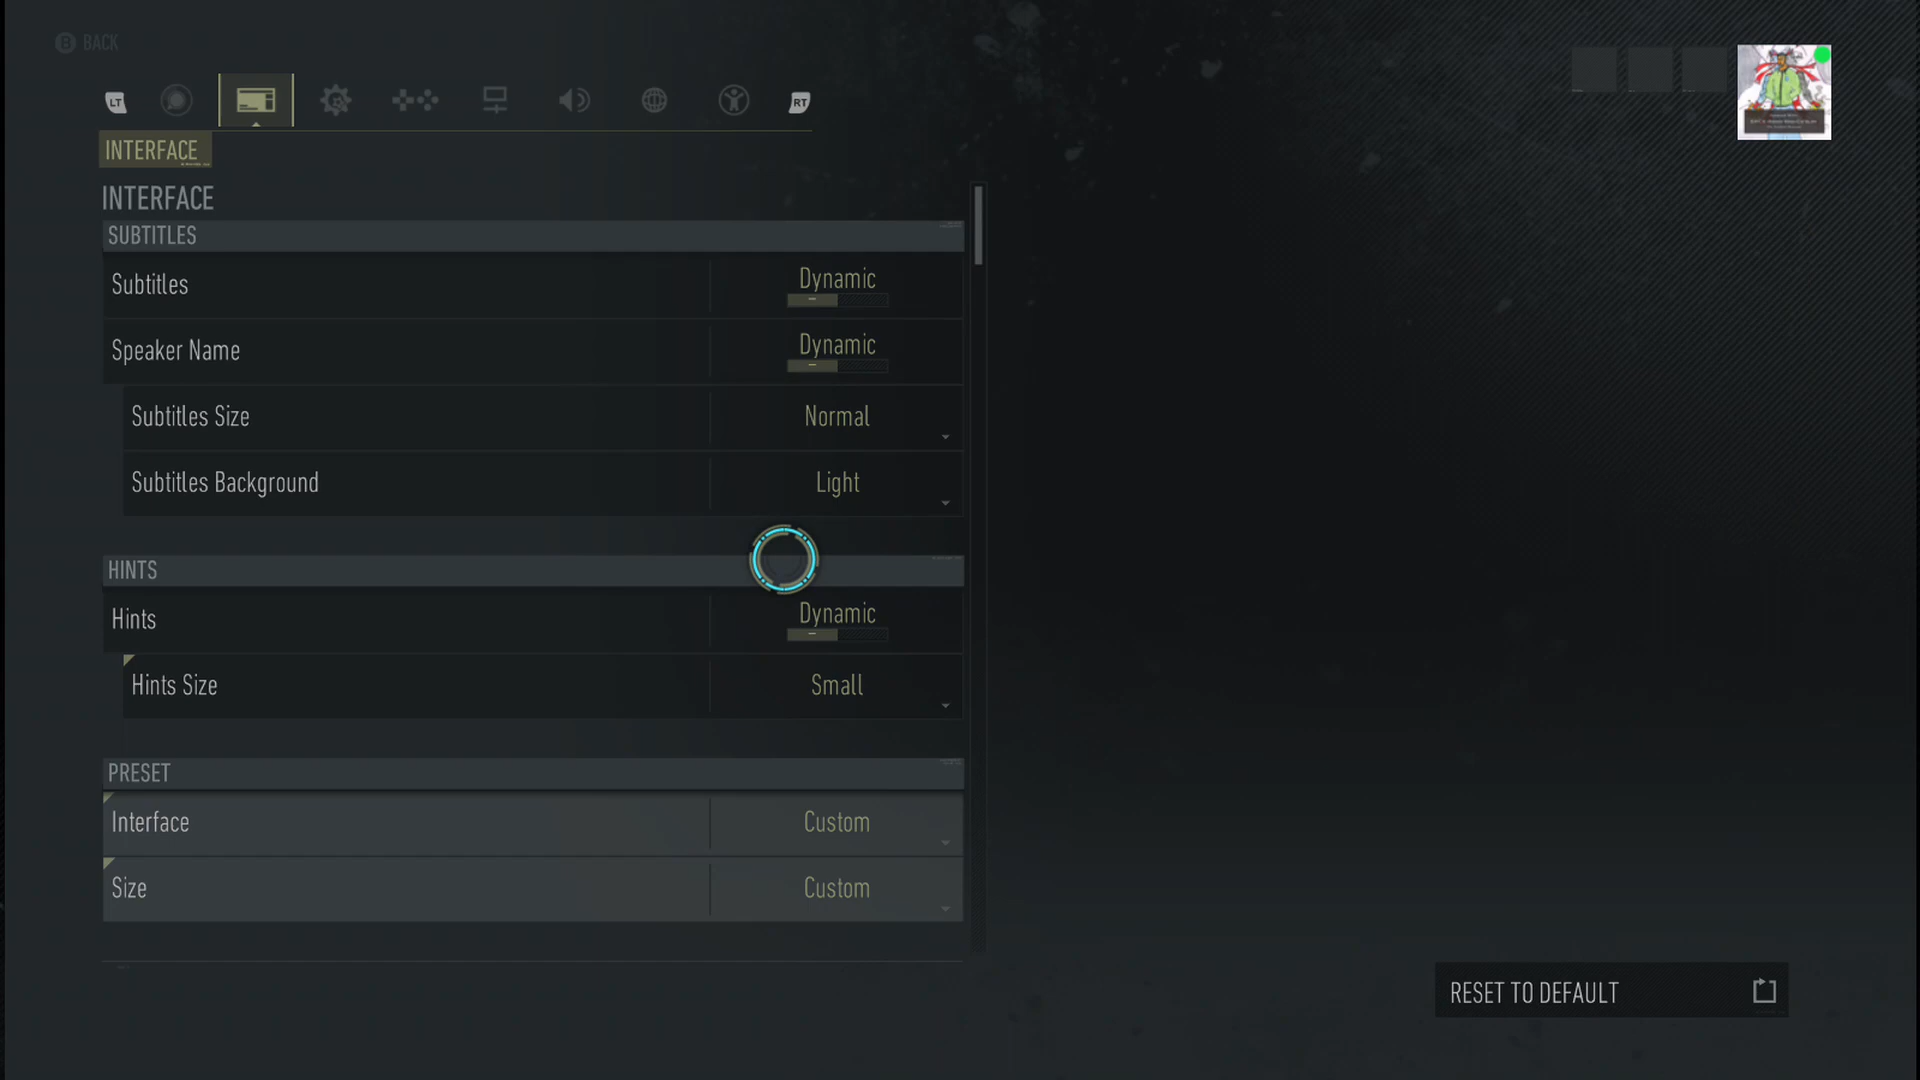 B BACK
LT
RT
INTERFACE
INTERFACE
SUBTITLES
Subtitles Dynamic
Speaker Name Dynamic
Subtitles Size Normal
Subtitles Background Light
HINTS
Hints Dynamic
Hints Size Small
PRESET
Interface Custom
Size Custom
RESET TO DEFAULT